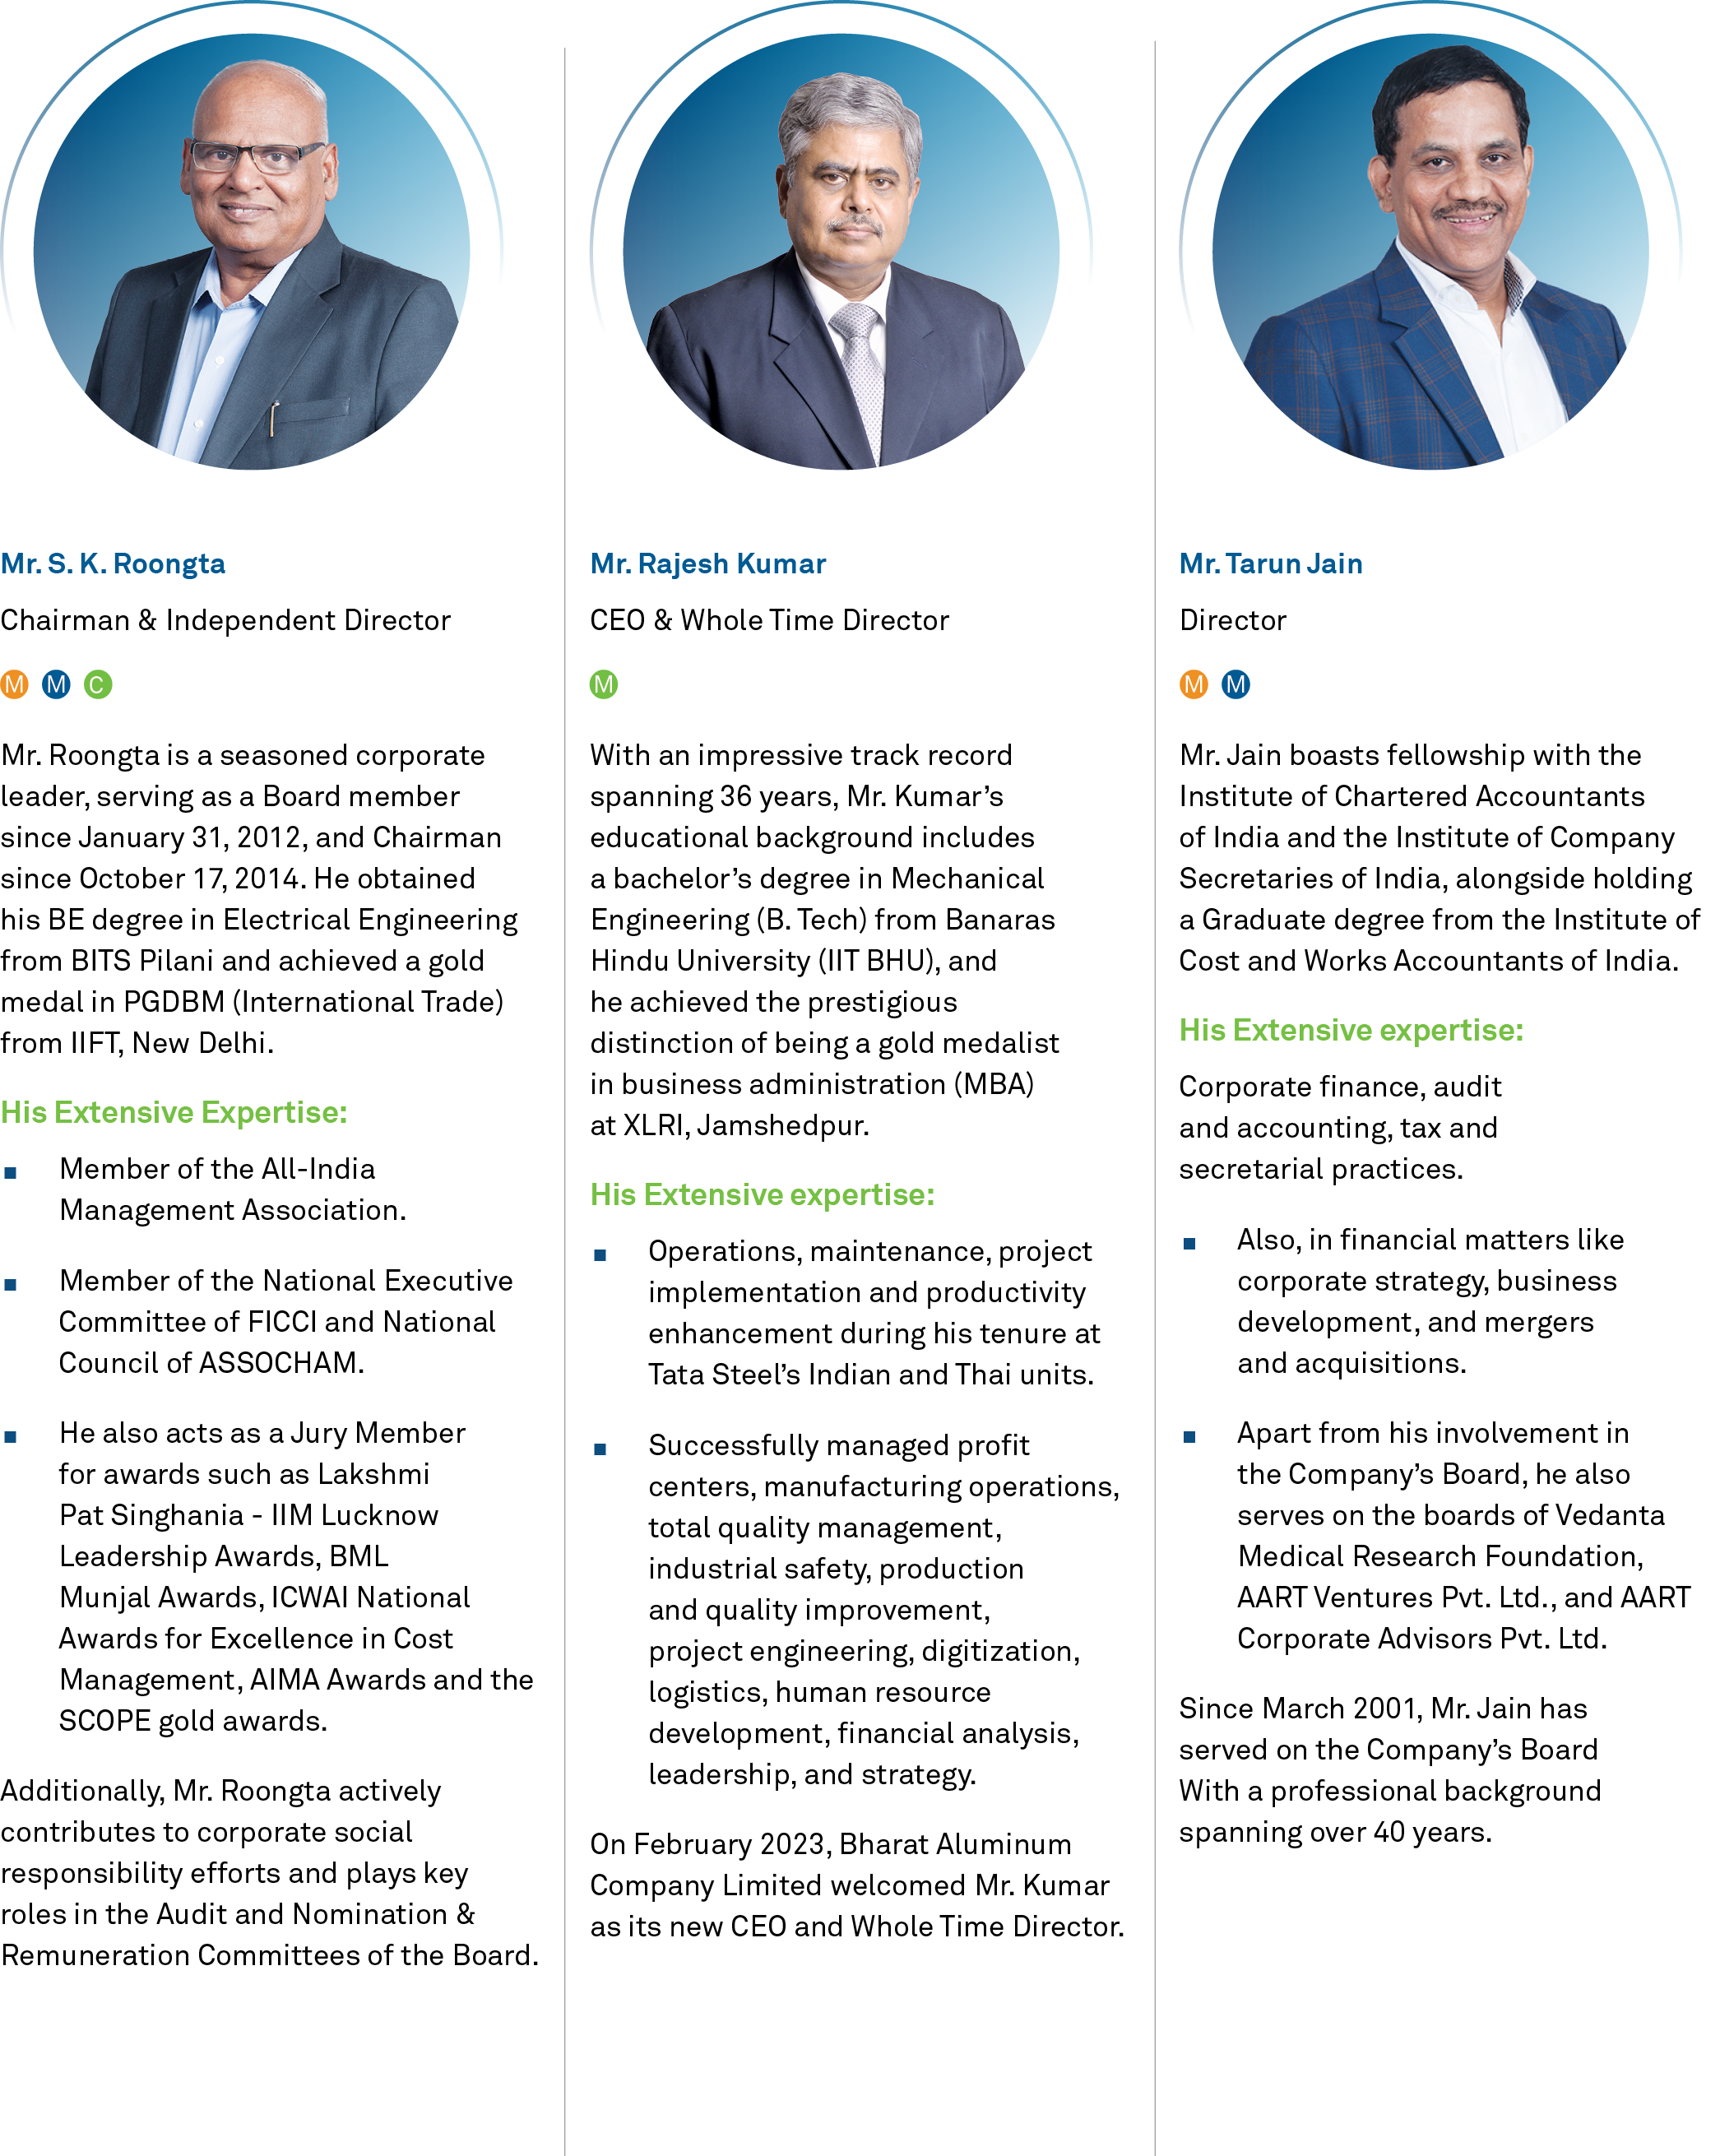 Mr. S. K. Roongta
Chairman & Independent Director
M M C
Mr. Roongta is a seasoned corporate
leader, serving as a Board member
since January 31, 2012, and Chairman
since October 17, 2014. He obtained
his BE degree in Electrical Engineering
from BITS Pilani and achieved a gold
medal in PGDBM (International Trade)
from IIFT, New Delhi.
His Extensive Expertise:
Member of the All-India
Management Association.
Member of the National Executive
Committee of FICCI and National
Council of ASSOCHAM.
He also acts as a Jury Member
for awards such as Lakshmi
Pat Singhania - IIM Lucknow
Leadership Awards, BML
Munjal Awards, ICWAI National
Awards for Excellence in Cost
Management, AIMA Awards and the
SCOPE gold awards.
Additionally, Mr. Roongta actively
contributes to corporate social
responsibility efforts and plays key
roles in the Audit and Nomination &
Remuneration Committees of the Board.
Mr. Rajesh Kumar
CEO & Whole Time Director
M
With an impressive track record
spanning 36 years, Mr. Kumar’s
educational background includes
a bachelor’s degree in Mechanical
Engineering (B. Tech) from Banaras
Hindu University (IIT BHU), and
he achieved the prestigious
distinction of being a gold medalist
in business administration (MBA)
at XLRI, Jamshedpur.
His Extensive expertise:
Operations, maintenance, project
implementation and productivity
enhancement during his tenure at
Tata Steel’s Indian and Thai units.
Successfully managed profit
centers, manufacturing operations,
total quality management,
industrial safety, production
and quality improvement,
project engineering, digitization,
logistics, human resource
development, financial analysis,
leadership, and strategy.
On February 2023, Bharat Aluminum
Company Limited welcomed Mr. Kumar
as its new CEO and Whole Time Director.
Mr. Tarun Jain
Director
M M
Mr. Jain boasts fellowship with the
Institute of Chartered Accountants
of India and the Institute of Company
Secretaries of India, alongside holding
a Graduate degree from the Institute of
Cost and Works Accountants of India.
His Extensive expertise:
Corporate finance, audit
and accounting, tax and
secretarial practices.
Also, in financial matters like
corporate strategy, business
development, and mergers
and acquisitions.
Apart from his involvement in
the Company’s Board, he also
serves on the boards of Vedanta
Medical Research Foundation,
AART Ventures Pvt. Ltd., and AART
Corporate Advisors Pvt. Ltd.
Since March 2001, Mr. Jain has
served on the Company’s Board
With a professional background
spanning over 40 years.